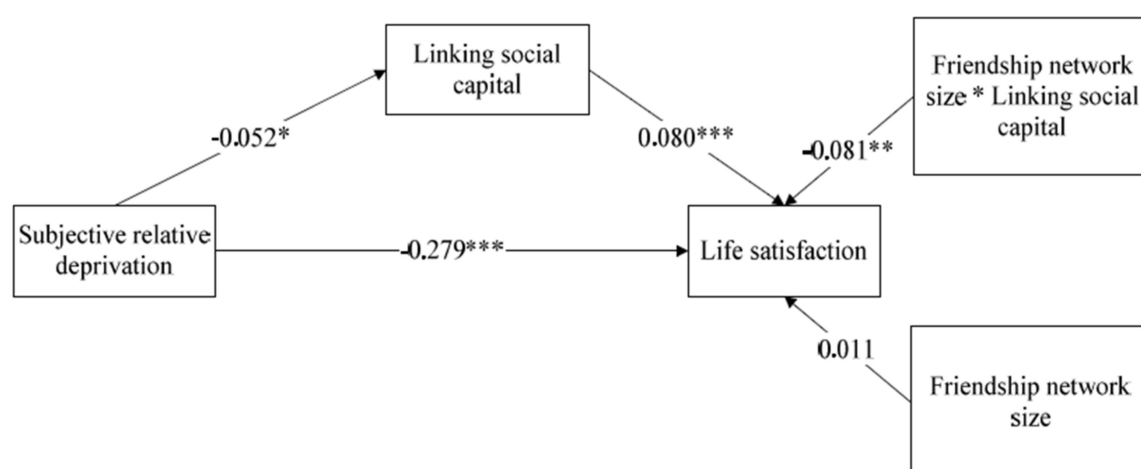 Linking social
capital
Friendship network
size * Linking social
capital
-0.052*
0.080***
-0.081**
Subjective relative
deprivation
-0.279***
Life satisfaction
0.011
Friendship network
size